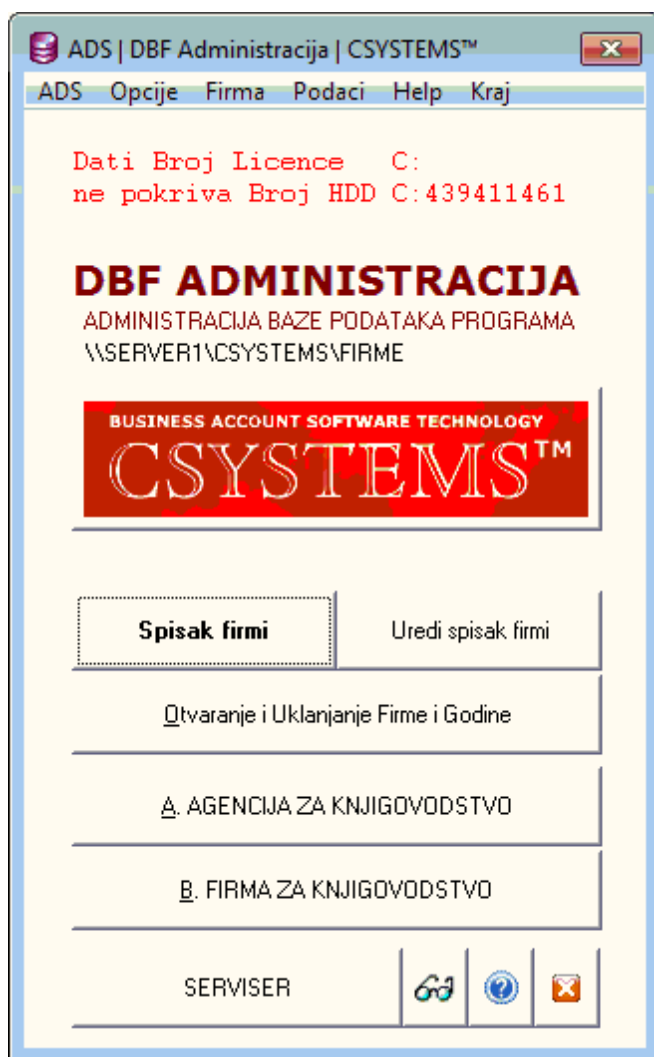 ADS | DBF Administracija | CSYSTEMS™
ADS Opcije Firma Podaci Help Kraj
Dati Broj Licence C:
ne pokriva Broj HDD C:439411461
DBF ADMINISTRACIJA
ADMINISTRACIJA BAZE PODATAKA PROGRAMA
\\SERVER1\CSYSTEMS\FIRME
BUSINESS ACCOUNT SOFTWARE TECHNOLOGY
CSYSTEMS™
Spisak firmi Uredi spisak firmi
Otvaranje i Uklanjanje Firme i Godine
A. AGENCIJA ZA KNJIGOVODSTVO
B. FIRMA ZA KNJIGOVODSTVO
SERVISER